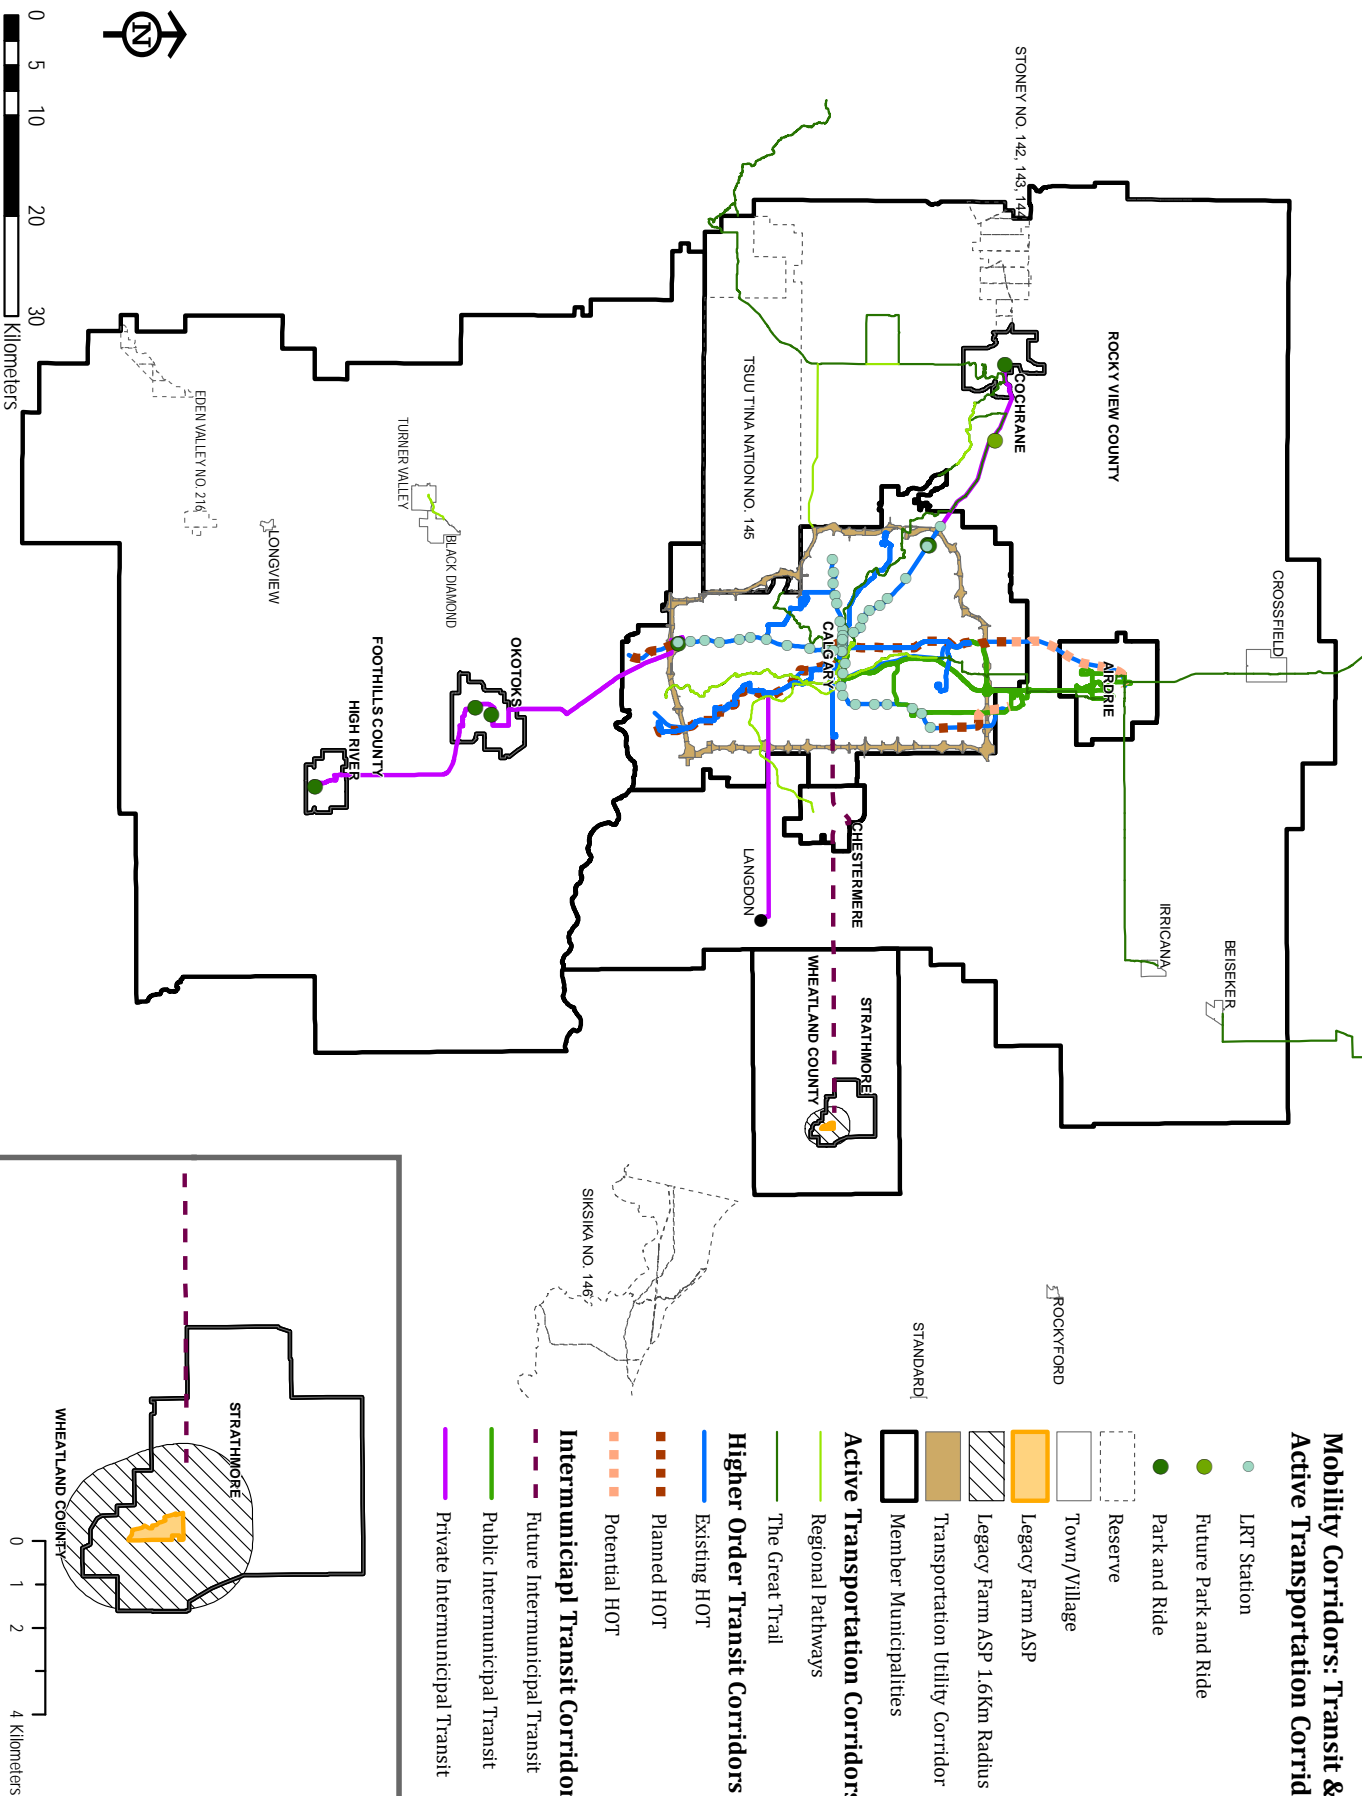 Mobility Corridors: Transit &
Active Transportation Corrid
LRT Station
Future Park and Ride
Park and Ride
Reserve
Town/Village
Legacy Farm ASP
Legacy Farm ASP 1.6Km Radius
Transportation Utility Corridor
Member Municipalities
Active Transportation Corridors
Regional Pathways
The Great Trail
Higher Order Transit Corridors
Existing HOT
Planned HOT
Potential HOT
Intermuniciapl Transit Corridor
Future Intermunicipal Transit
Public Intermunicipal Transit
Private Intermunicipal Transit
CROSSFIELD
BEISEKER
IRRICANA
ROCKY VIEW COUNTY
AIRDRIE
ROCKYFORD
STONEY NO. 142, 143, 144
COCHRANE
STANDARD
STRATHMORE
CHESTERMERE
CALGARY
WHEATLAND COUNTY
TSUU T'INA NATION NO. 145
LANGDON
SIKSIKA NO. 146
OKOTOKS
BLACK DIAMOND
TURNER VALLEY
FOOTHILLS COUNTY
HIGH RIVER
LONGVIEW
EDEN VALLEY NO. 216
N
0 5 10 20 30
Kilometers
STRATHMORE
WHEATLAND COUNTY
0 1 2 4 Kilometers